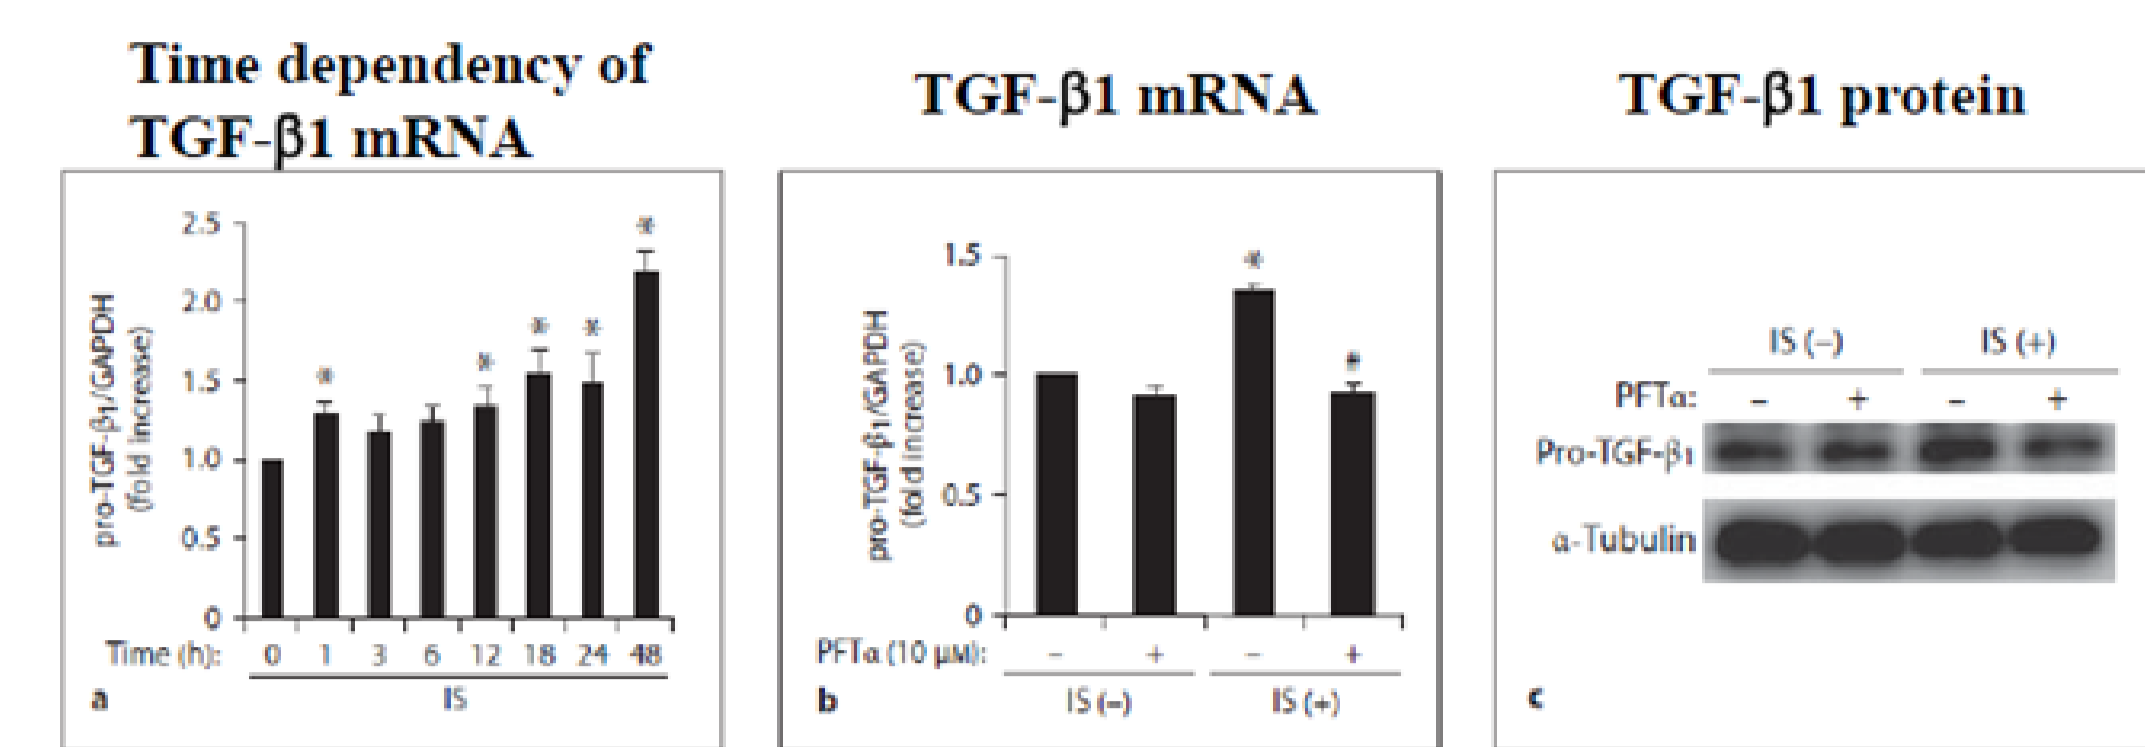 Time dependency of
TGF-β1 mRNA
2.5
2.0
1.5
1.0
0.5
0
pro-TGF-β1/GAPDH
(fold increase)
*
*
*
*
*
Time (h): 0 1 3 6 12 18 24 48
IS
a
TGF-β1 mRNA
1.5
1.0
0.5
0
pro-TGF-β1/GAPDH
(fold increase)
*
PFTα (10 μM): – + – +
IS (–) IS (+)
b
TGF-β1 protein
IS (–) IS (+)
PFTα: – + – +
Pro-TGF-β1
α-Tubulin
c